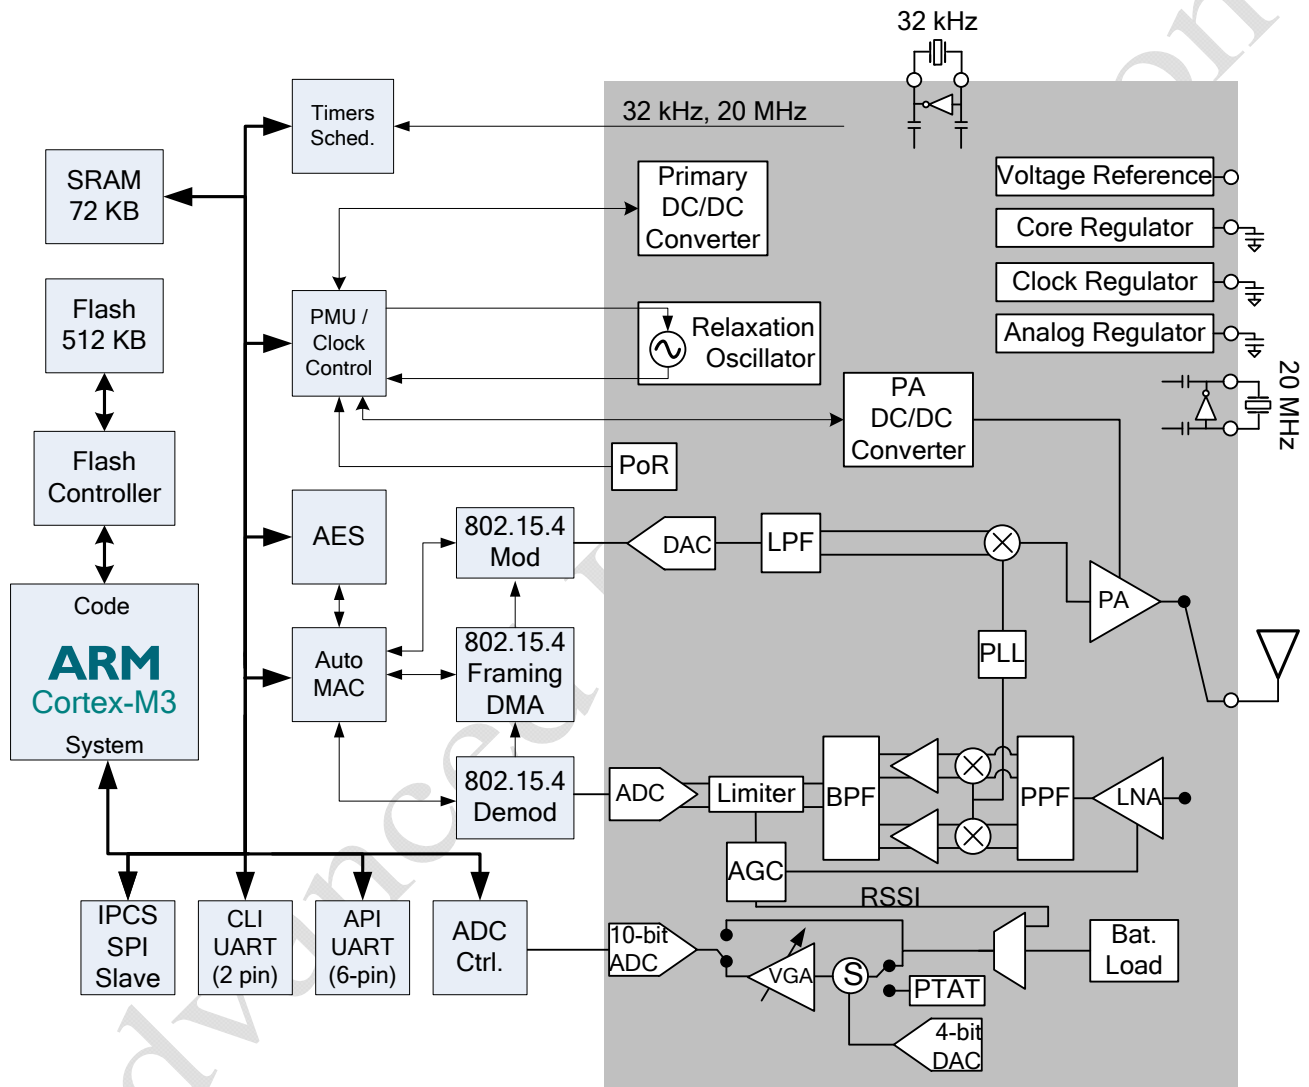 32 kHz
Timers
Sched.
32 kHz, 20 MHz
SRAM
72 KB
Primary
DC/DC
Converter
Voltage Reference
Core Regulator
Clock Regulator
Analog Regulator
Flash
512 KB
PMU /
Clock
Control
Relaxation
Oscillator
20 MHz
PA
DC/DC
Converter
Flash
Controller
PoR
AES
802.15.4
Mod
DAC
LPF
PA
Code
ARM
Cortex-M3
System
Auto
MAC
802.15.4
Framing
DMA
PLL
802.15.4
Demod
ADC
Limiter
BPF
PPF
LNA
AGC
RSSI
IPCS
SPI
Slave
CLI
UART
(2 pin)
API
UART
(6-pin)
ADC
Ctrl.
10-bit
ADC
VGA
S
PTAT
Bat.
Load
4-bit
DAC